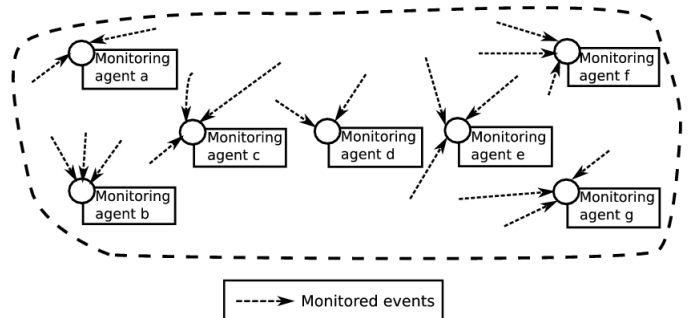 Monitoring
agent a
Monitoring
agent f
Monitoring
agent c
Monitoring
agent d
Monitoring
agent e
Monitoring
agent b
Monitoring
agent g
Monitored events